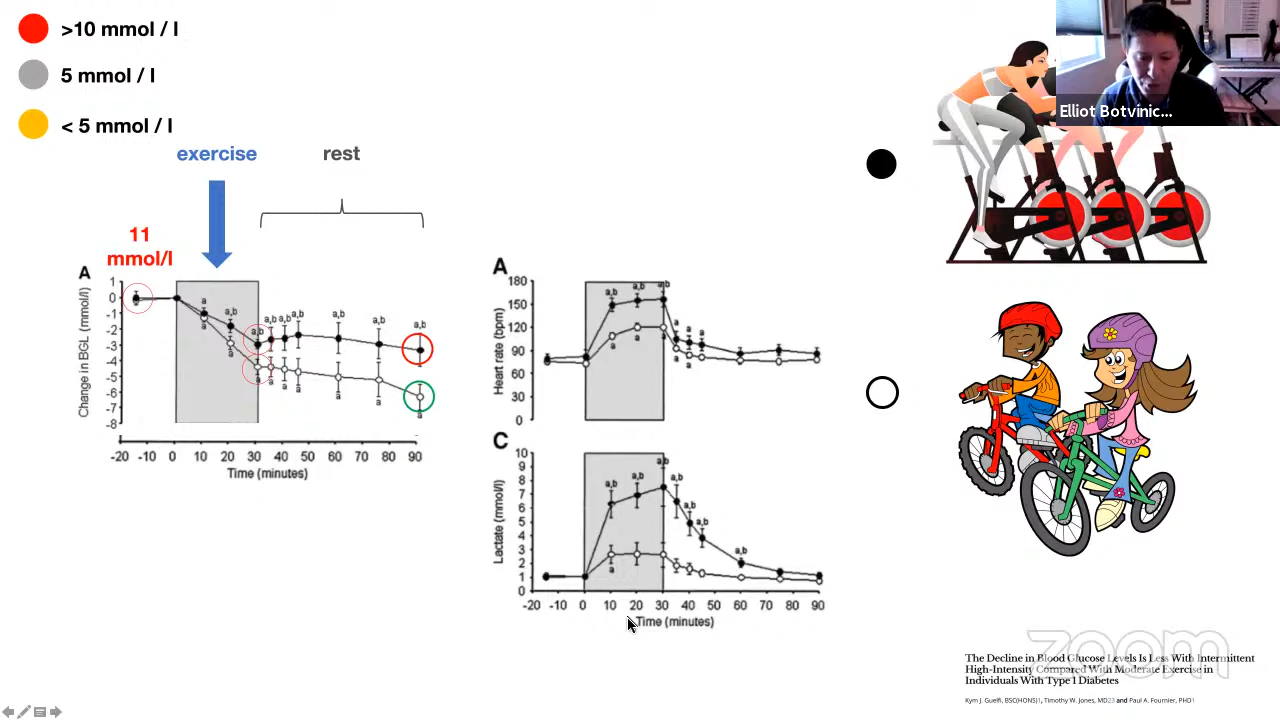 >10 mmol / l
5 mmol / l
< 5 mmol / l
exercise
rest
Elliot Botvinic...
11
mmol/l
A
Change in BGL (mmol/l)
1
0
-1
-2
-3
-4
-5
-6
-7
-8
a
a
a,b
a
a,b
a
a,b
a
a,b
a
a,b
a
a,b
a
a,b
a
a,b
a
-20 -10 0 10 20 30 40 50 60 70 80 90
Time (minutes)
A
Heart rate (bpm)
180
150
120
90
60
30
0
a,b
a
a,b
a
a,b
a
a,b
a
a,b
a
a,b
C
Lactate (mmol/l)
10
9
8
7
6
5
4
3
2
1
0
a,b
a
a,b
a,b
a,b
a,b
a,b
a,b
-20 -10 0 10 20 30 40 50 60 75 80 90
Time (minutes)
zoom
The Decline in Blood Glucose Levels Is Less With Intermittent
High-Intensity Compared With Moderate Exercise in
Individuals With Type 1 Diabetes
Kym J. Guelfi, BSC(HONS)1, Timothy W. Jones, MD23 and Paul A. Fournier, PHD1